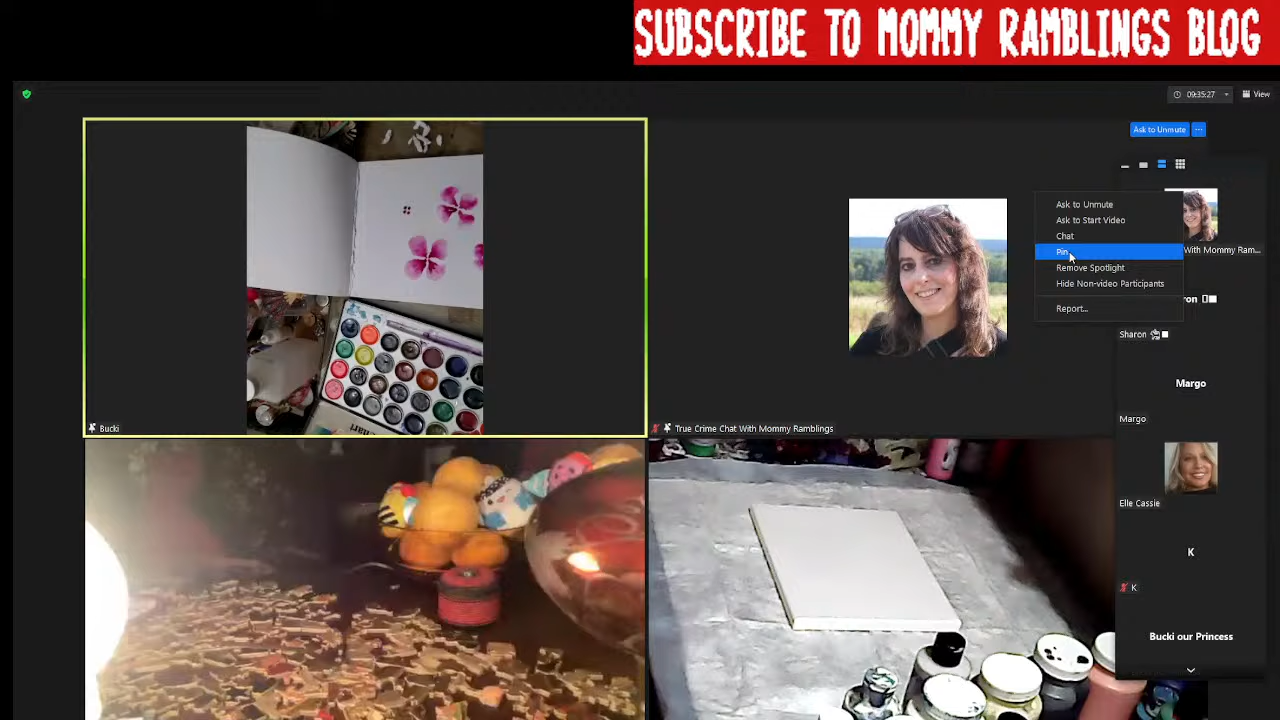 SUBSCRIBE TO MOMMY RAMBLINGS BLOG
09:35:27
View
Ask to Unmute
Ask to Unmute
Ask to Start Video
Chat
Pin
Remove Spotlight
Hide Non-video Participants
Report...
With Mommy Ram...
Sharon
Margo
Margo
Elle Cassie
K
K
Bucki our Princess
Bucki
True Crime Chat With Mommy Ramblings